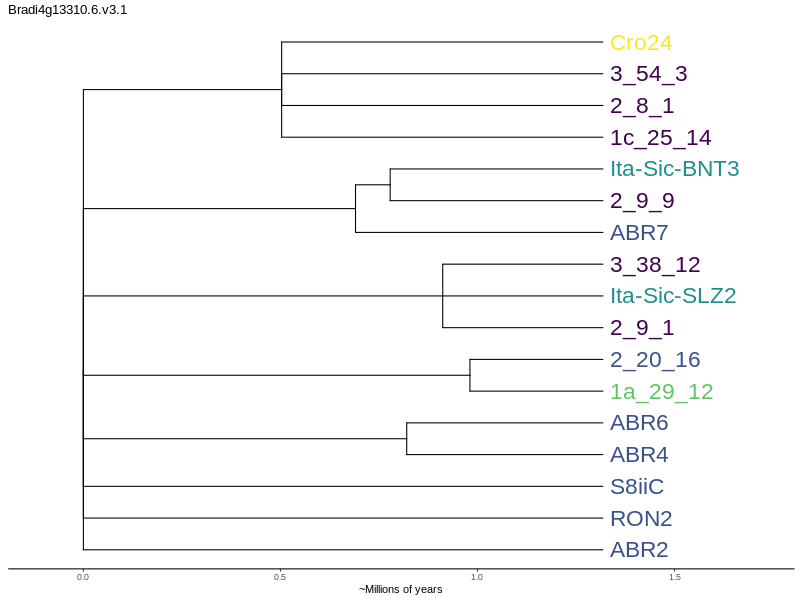 Bradi4g13310.6.v3.1
Cro24
3_54_3
2_8_1
1c_25_14
Ita-Sic-BNT3
2_9_9
ABR7
3_38_12
Ita-Sic-SLZ2
2_9_1
2_20_16
1a_29_12
ABR6
ABR4
S8iiC
RON2
ABR2
0.0 0.5 1.0 1.5
~Millions of years